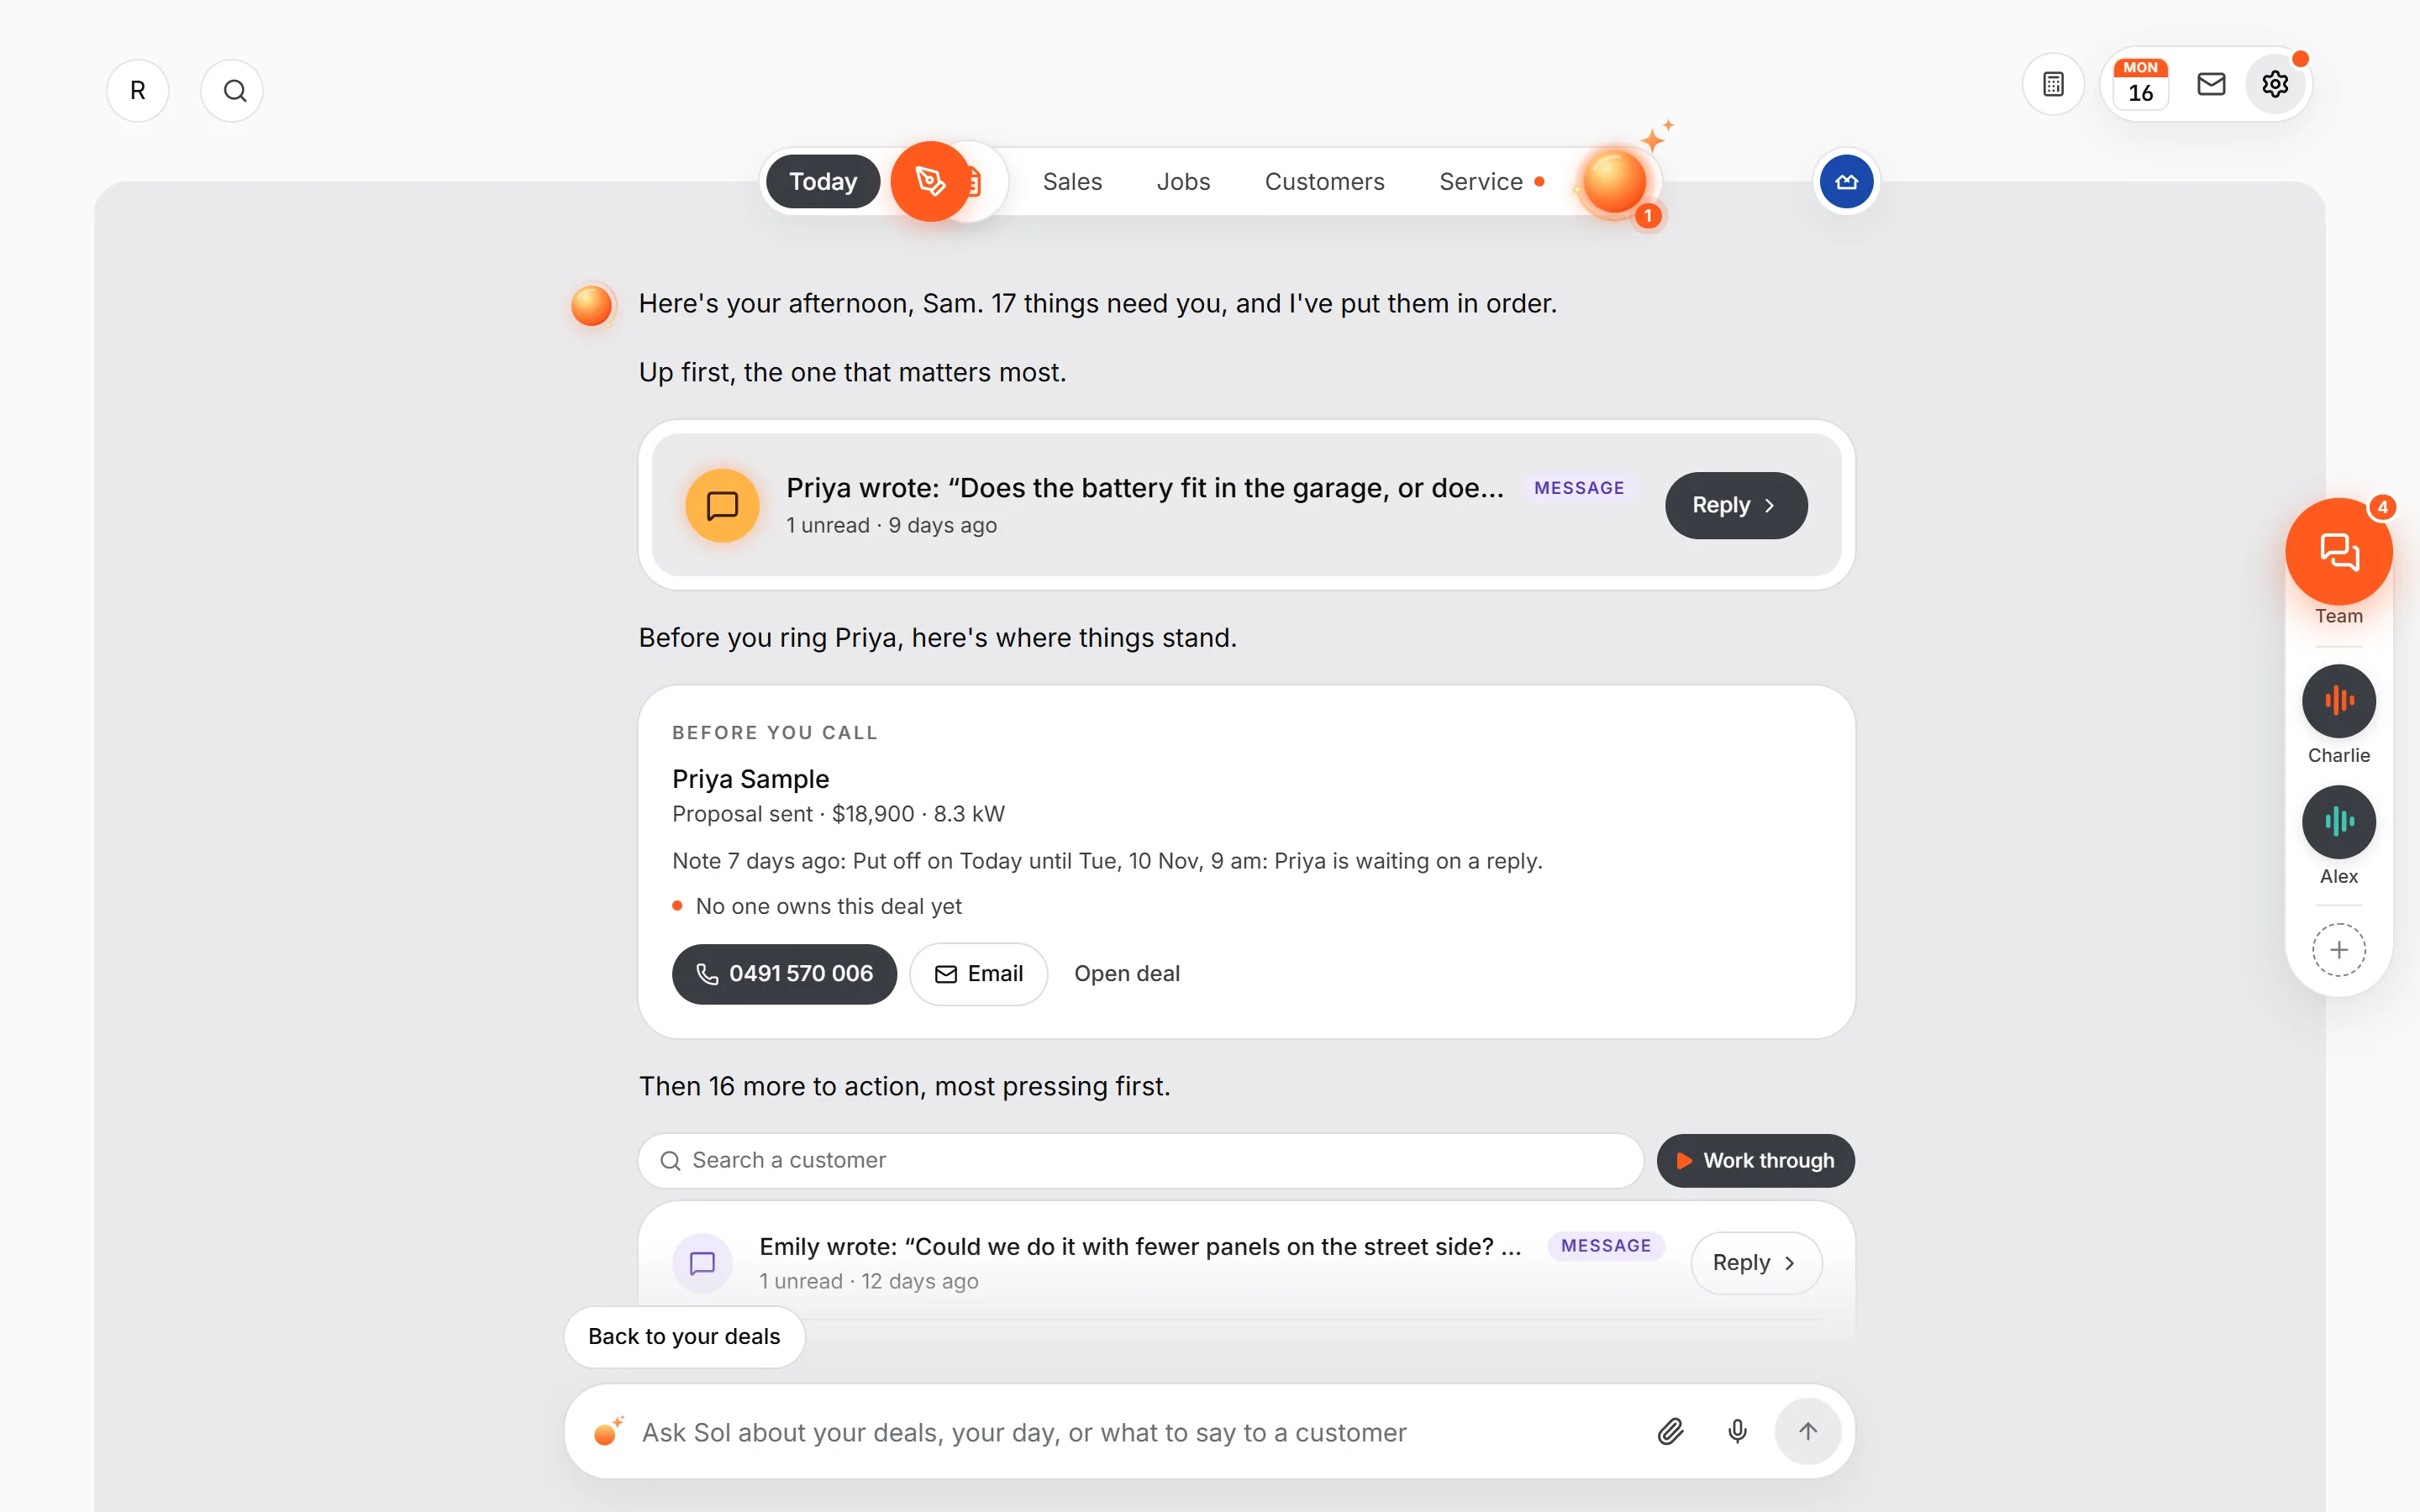 R
MON
16
Today
Sales
Jobs
Customers
Service
1
Here's your afternoon, Sam. 17 things need you, and I've put them in order.
Up first, the one that matters most.
Priya wrote: “Does the battery fit in the garage, or doe...
MESSAGE
1 unread · 9 days ago
Reply
Before you ring Priya, here's where things stand.
BEFORE YOU CALL
Priya Sample
Proposal sent · $18,900 · 8.3 kW
Note 7 days ago: Put off on Today until Tue, 10 Nov, 9 am: Priya is waiting on a reply.
No one owns this deal yet
0491 570 006
Email
Open deal
Then 16 more to action, most pressing first.
Search a customer
Work through
Emily wrote: “Could we do it with fewer panels on the street side? ...
MESSAGE
1 unread · 12 days ago
Reply
Back to your deals
Ask Sol about your deals, your day, or what to say to a customer
4
Team
Charlie
Alex